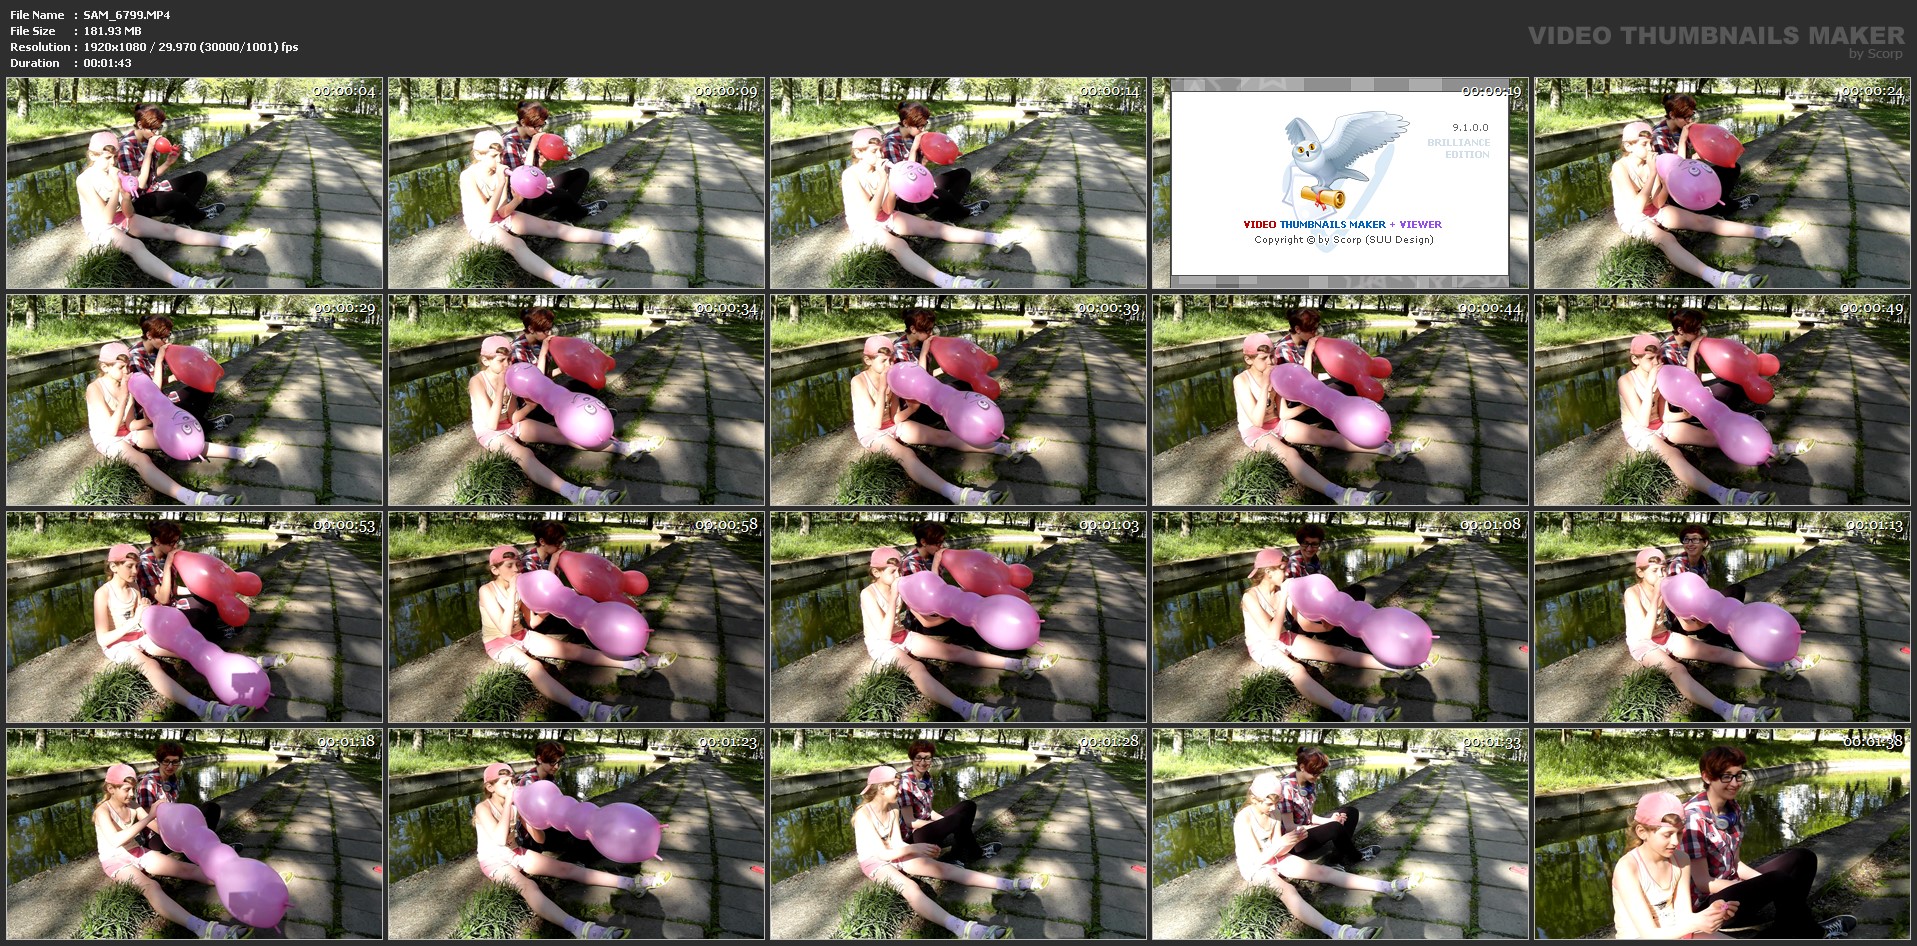 File Name : SAM_6799.MP4
File Size : 181.93 MB
Resolution : 1920x1080 / 29.970 (30000/1001) fps
Duration : 00:01:43
VIDEO THUMBNAILS MAKER
by Scorp
00:00:04
00:00:09
00:00:14
00:00:19
9.1.0.0
BRILLIANCE
EDITION
VIDEO THUMBNAILS MAKER + VIEWER
Copyright © by Scorp (SUU Design)
00:00:24
00:00:29
00:00:34
00:00:39
00:00:44
00:00:49
00:00:53
00:00:58
00:01:03
00:01:08
00:01:13
00:01:18
00:01:23
00:01:28
00:01:33
00:01:38